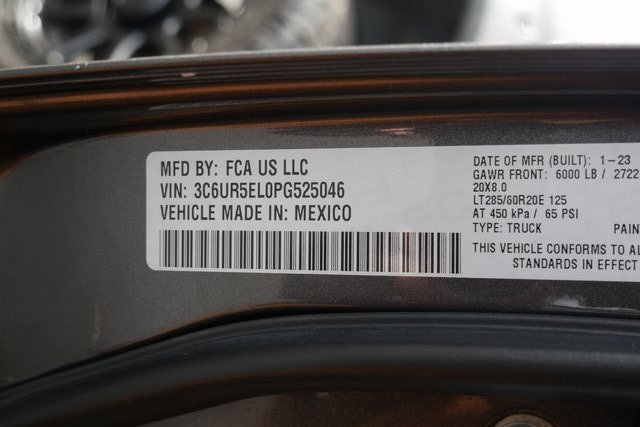 MFD BY: FCA US LLC
VIN: 3C6UR5EL0PG525046
VEHICLE MADE IN: MEXICO
DATE OF MFR (BUILT): 1-23
GAWR FRONT: 6000 LB / 2722
20X8.0
LT285/60R20E 125
AT 450 kPa / 65 PSI
TYPE: TRUCK
PAIN
THIS VEHICLE CONFORMS TO AL
STANDARDS IN EFFECT